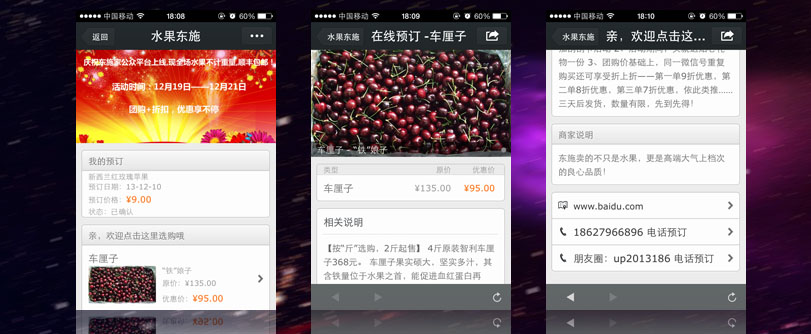 中国移动 18:08 60%
返回 水果东施
庆祝东施家公众平台上线,现全场水果不计重量,顺丰包邮！
活动时间：12月19日——12月21日
团购+折扣，优惠享不停
我的预订
新西兰红玫瑰苹果
预订日期：13-12-10
预订价格：¥9.00
状态：已确认
亲，欢迎点击这里选购哦
车厘子
“铁”娘子
原价：¥135.00
优惠价：¥95.00
中国移动 18:09 60%
水果东施 在线预订 -车厘子
车厘子 - “铁”娘子
类型 原价 优惠价
车厘子 ¥135.00 ¥95.00
相关说明
【按“斤”选购，2斤起售】 4斤原装智利车厘
子368元。 车厘子果实硕大，坚实多汁，其
含铁量位于水果之首，能促进血红蛋白再
中国移动 18:10 60%
水果东施 亲，欢迎点击这...
物一份 3、团购价基础上，同一微信号重复
购买还可享受折上折——第一单9折优惠，第
二单8折优惠，第三单7折优惠，依此类推......
三天后发货，数量有限，先到先得！
商家说明
东施卖的不只是水果，更是高端大气上档次
的良心品质！
www.baidu.com
18627966896 电话预订
朋友圈：up2013186 电话预订